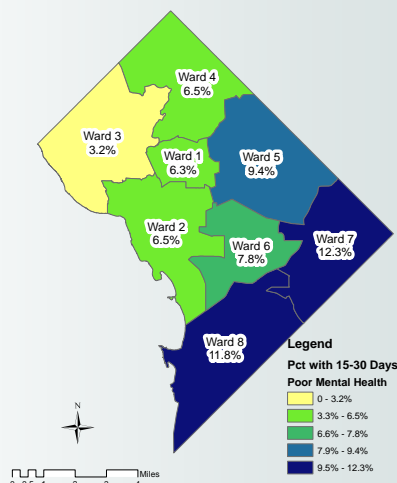 Ward 4
6.5%
Ward 3
3.2%
Ward 1
6.3%
Ward 5
9.4%
Ward 2
6.5%
Ward 6
7.8%
Ward 7
12.3%
Ward 8
11.8%
Legend
Pct with 15-30 Days
Poor Mental Health
0 - 3.2%
3.3% - 6.5%
6.6% - 7.8%
7.9% - 9.4%
9.5% - 12.3%
N
Miles